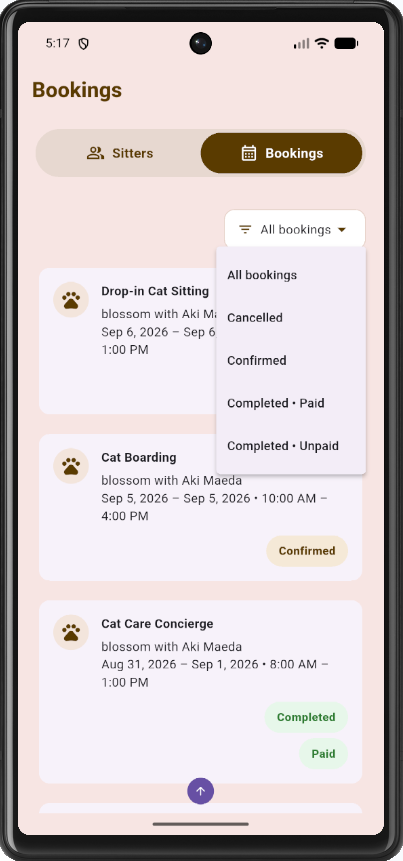 5:17
Bookings
Sitters
Bookings
All bookings
All bookings
Cancelled
Confirmed
Completed • Paid
Completed • Unpaid
Drop-in Cat Sitting
blossom with Aki
Sep 6, 2026 – Sep 6
1:00 PM
Cat Boarding
blossom with Aki Maeda
Sep 5, 2026 – Sep 5, 2026 • 10:00 AM –
4:00 PM
Confirmed
Cat Care Concierge
blossom with Aki Maeda
Aug 31, 2026 – Sep 1, 2026 • 8:00 AM –
1:00 PM
Completed
Paid